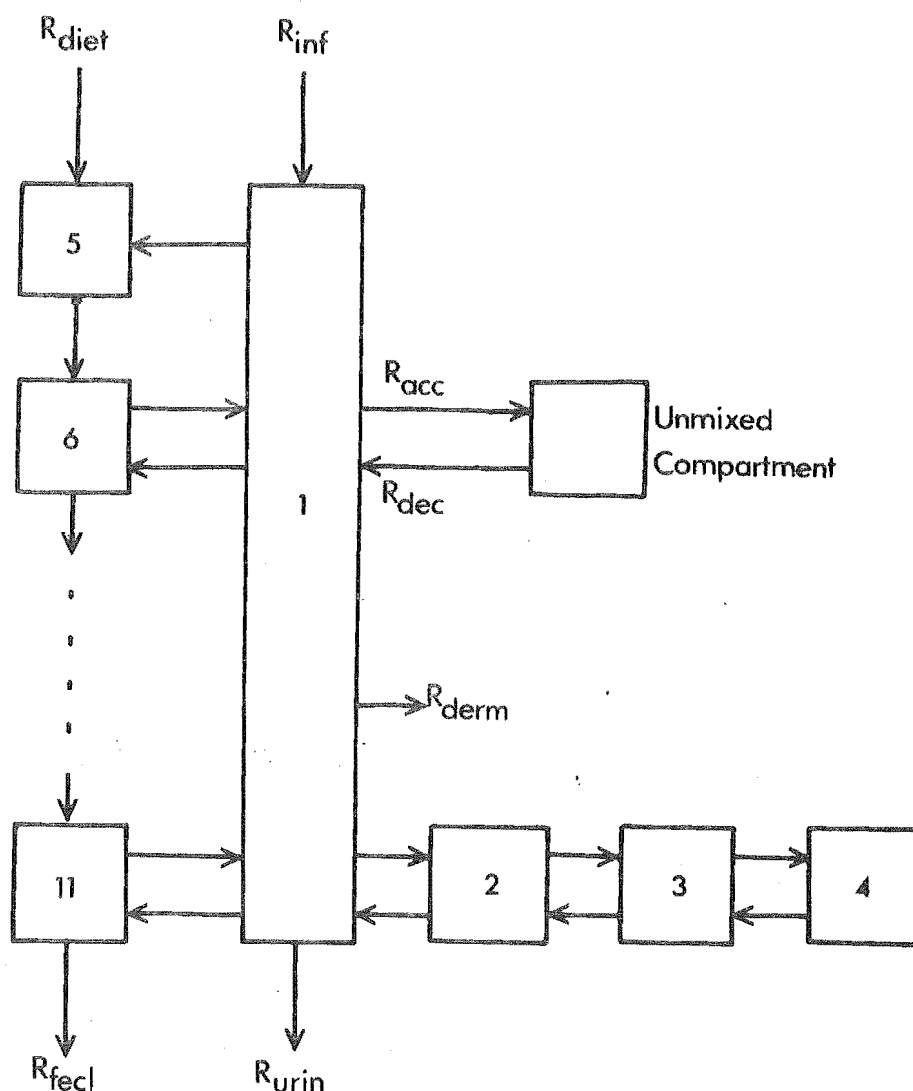 R_diet
R_inf
5
6
1
R_acc
R_dec
Unmixed
Compartment
R_derm
11
2
3
4
R_fecl
R_urin